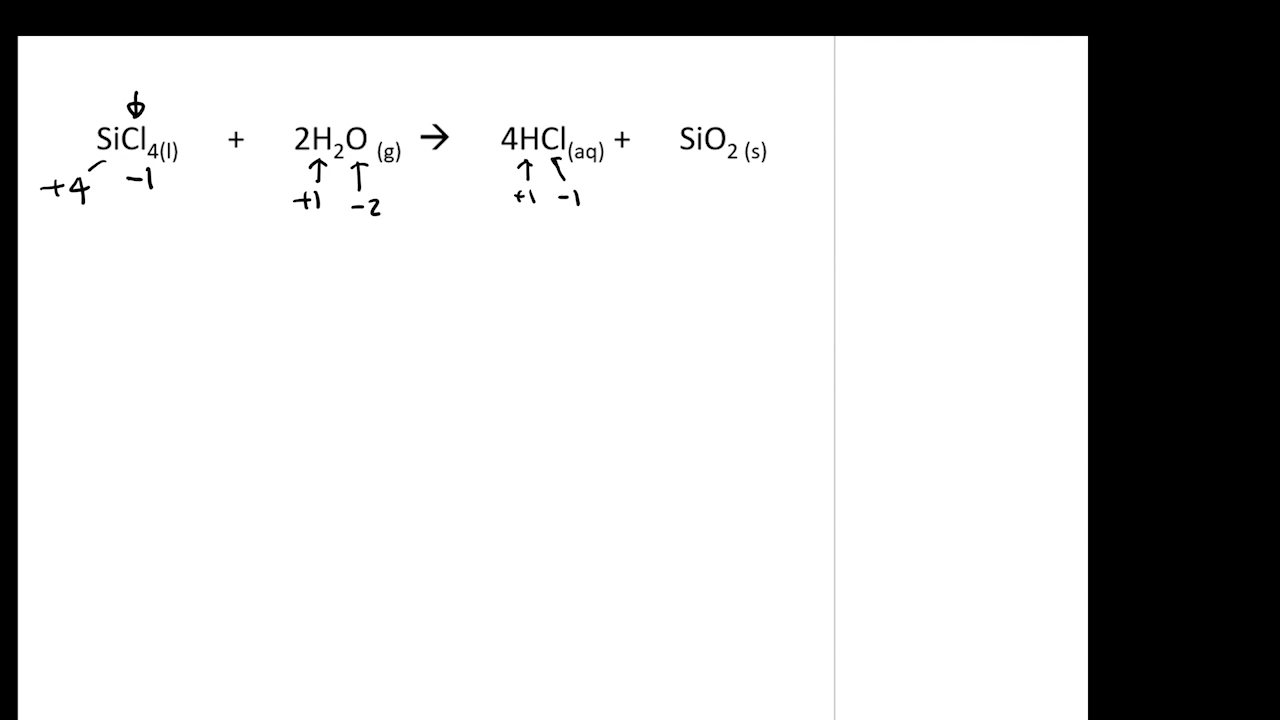 SiCl4(l) + 2H2O (g) → 4HCl(aq) + SiO2 (s)
+4 -1 +1 -2 +1 -1